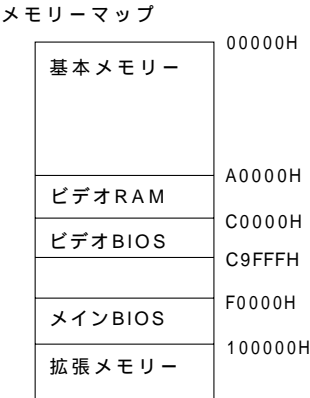 メモリーマップ
00000H
基本メモリー
A0000H
ビデオRAM
C0000H
ビデオBIOS
C9FFFH
F0000H
メインBIOS
100000H
拡張メモリー